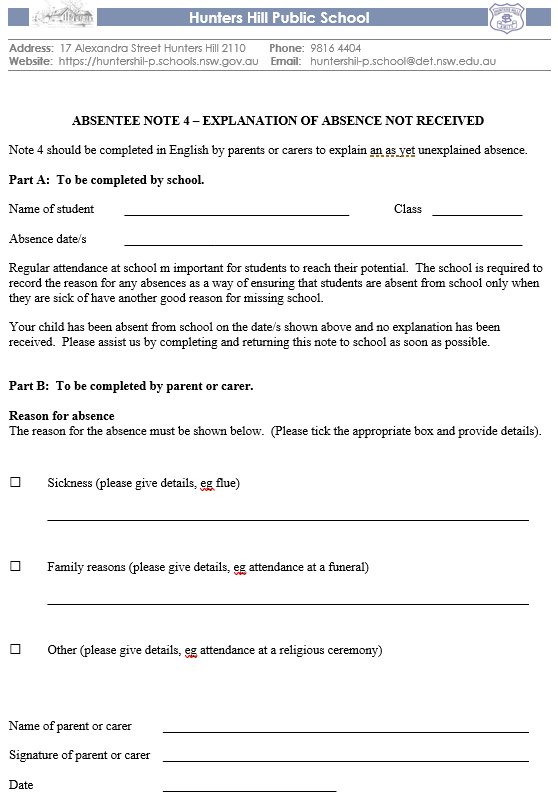 Hunters Hill Public School
Address: 17 Alexandra Street Hunters Hill 2110 Phone: 9816 4404
Website: https://huntershil-p.schools.nsw.gov.au Email: huntershil-p.school@det.nsw.edu.au
ABSENTEE NOTE 4 – EXPLANATION OF ABSENCE NOT RECEIVED
Note 4 should be completed in English by parents or carers to explain an as yet unexplained absence.
Part A: To be completed by school.
Name of student Class
Absence date/s
Regular attendance at school m important for students to reach their potential. The school is required to
record the reason for any absences as a way of ensuring that students are absent from school only when
they are sick of have another good reason for missing school.
Your child has been absent from school on the date/s shown above and no explanation has been
received. Please assist us by completing and returning this note to school as soon as possible.
Part B: To be completed by parent or carer.
Reason for absence
The reason for the absence must be shown below. (Please tick the appropriate box and provide details).
☐ Sickness (please give details, eg flue)
☐ Family reasons (please give details, eg attendance at a funeral)
☐ Other (please give details, eg attendance at a religious ceremony)
Name of parent or carer
Signature of parent or carer
Date